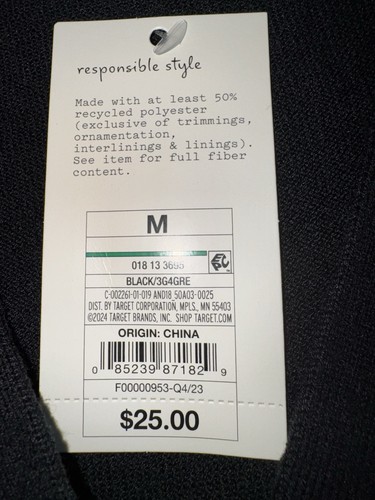 responsible style
Made with at least 50%
recycled polyester
(exclusive of trimmings,
ornamentation,
interlinings & linings).
See item for full fiber
content.
M
018 13 3695
BLACK/3G4GRE
C-002261-01-019 AND18_50A03-0025
DIST. BY TARGET CORPORATION, MPLS., MN 55403
©2024 TARGET BRANDS, INC. SHOP TARGET.COM
ORIGIN: CHINA
0 85239 87182 9
F00000953-Q4/23
$25.00